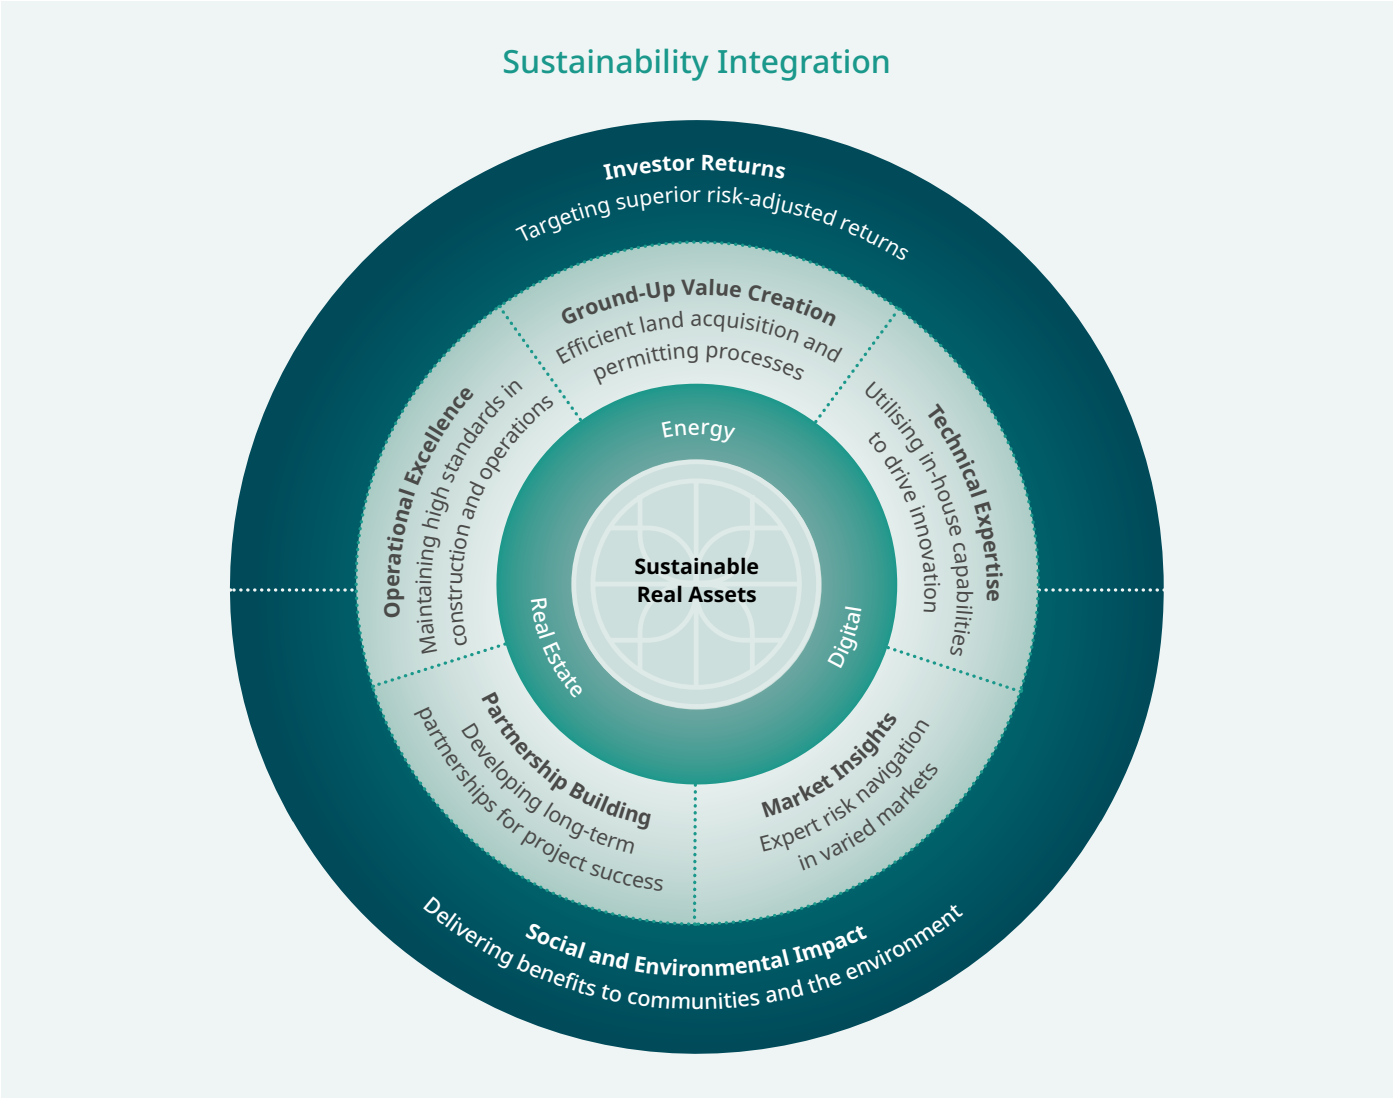 Sustainability Integration
Investor Returns
Targeting superior risk-adjusted returns
Ground-Up Value Creation
Efficient land acquisition and
permitting processes
Technical Expertise
Utilising in-house capabilities
to drive innovation
Market Insights
Expert risk navigation
in varied markets
Partnership Building
Developing long-term
partnerships for project success
Operational Excellence
Maintaining high standards in
construction and operations
Energy
Digital
Real Estate
Sustainable
Real Assets
Social and Environmental Impact
Delivering benefits to communities and the environment